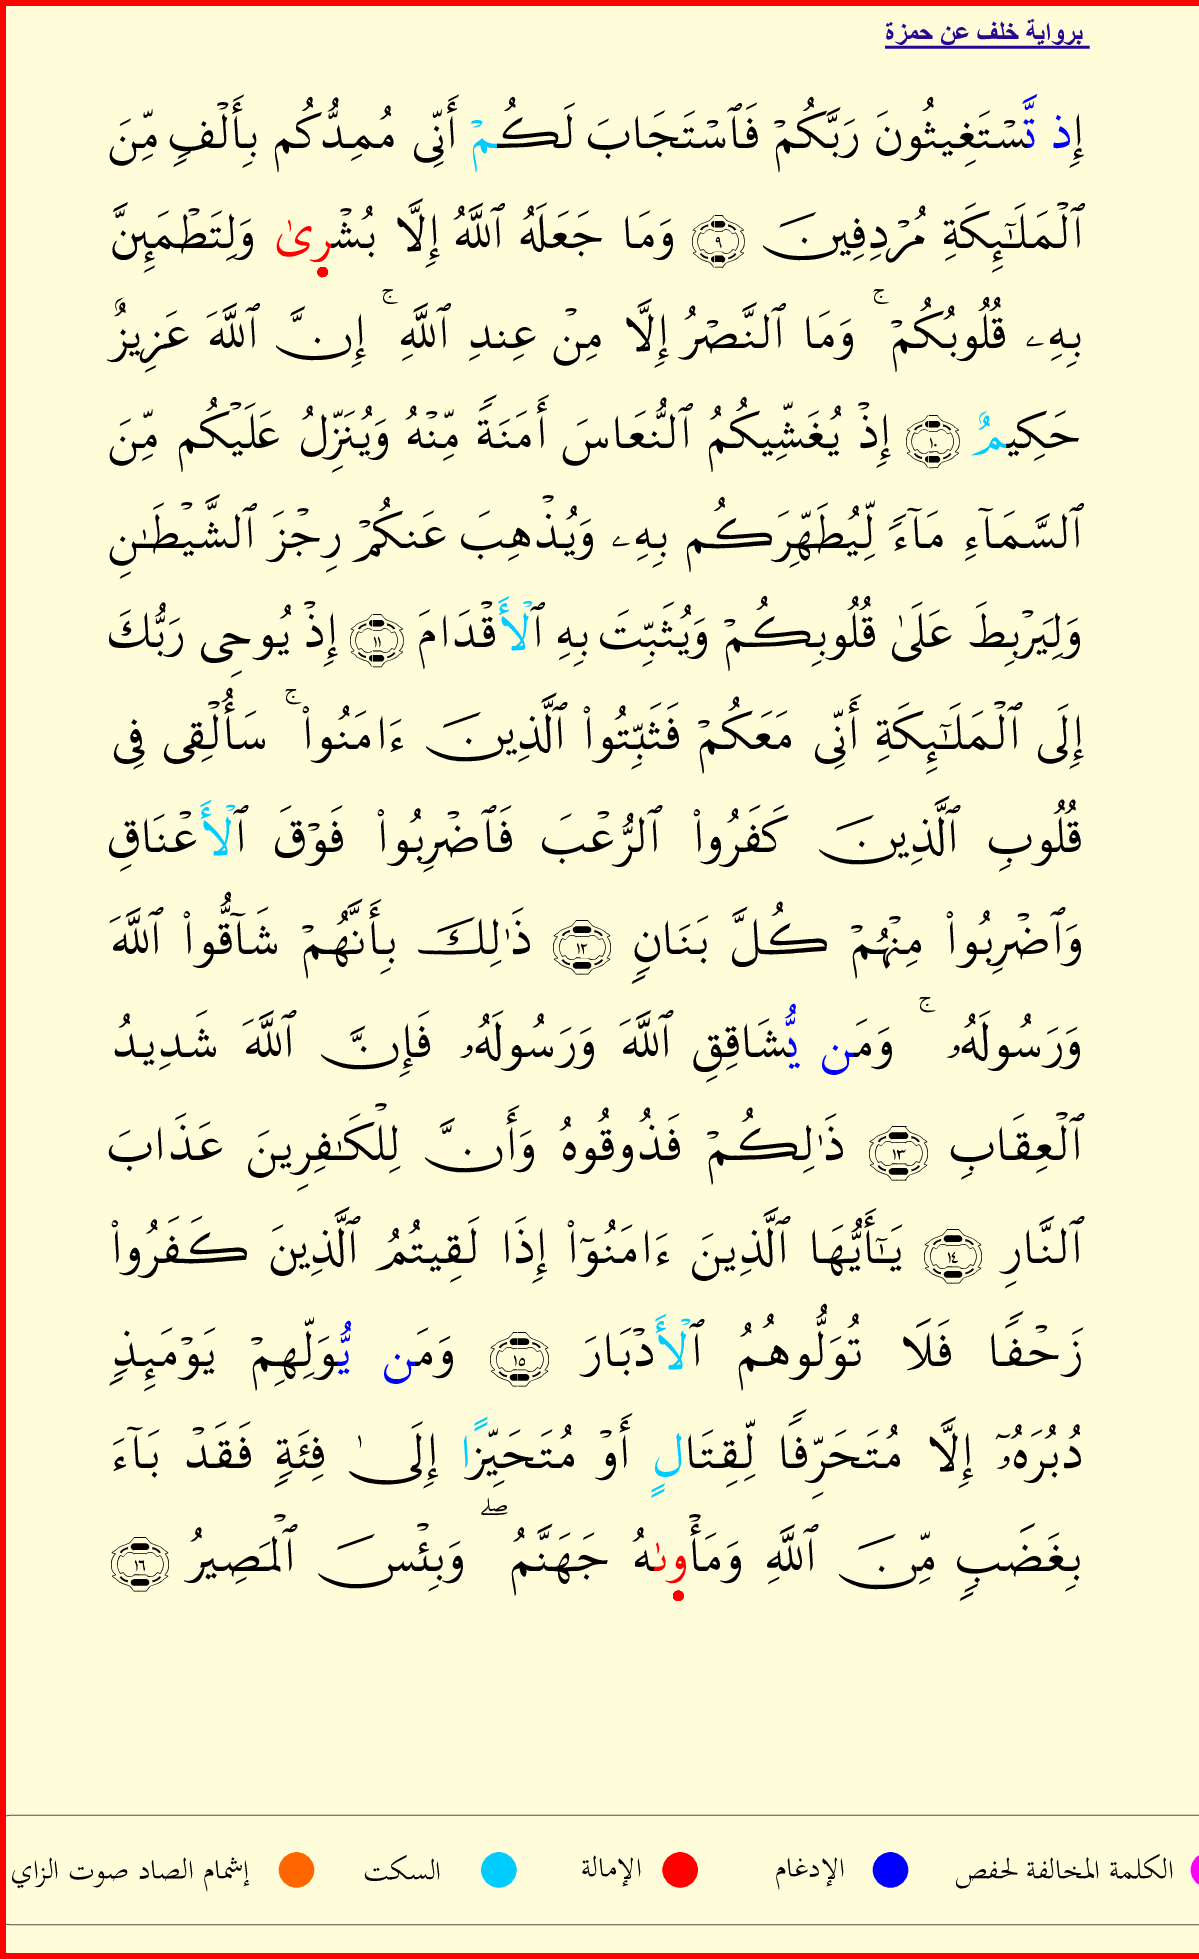 برواية خلف عن حمزة
إِذ تَّسْتَغِيثُونَ رَبَّكُمْ فَٱسْتَجَابَ لَكُمْ أَنِّى مُمِدُّكُم بِأَلْفٍ مِّنَ
ٱلْمَلَـٰٓئِكَةِ مُرْدِفِينَ ٩ وَمَا جَعَلَهُ ٱللَّهُ إِلَّا بُشْرِىٰ وَلِتَطْمَئِنَّ
بِهِۦ قُلُوبُكُمْ ۚ وَمَا ٱلنَّصْرُ إِلَّا مِنْ عِندِ ٱللَّهِ ۚ إِنَّ ٱللَّهَ عَزِيزٌ
حَكِيمٌ ١٠ إِذْ يُغَشِّيكُمُ ٱلنُّعَاسَ أَمَنَةً مِّنْهُ وَيُنَزِّلُ عَلَيْكُم مِّنَ
ٱلسَّمَآءِ مَآءً لِّيُطَهِّرَكُم بِهِۦ وَيُذْهِبَ عَنكُمْ رِجْزَ ٱلشَّيْطَـٰنِ
وَلِيَرْبِطَ عَلَىٰ قُلُوبِكُمْ وَيُثَبِّتَ بِهِ ٱلْأَقْدَامَ ١١ إِذْ يُوحِى رَبُّكَ
إِلَى ٱلْمَلَـٰٓئِكَةِ أَنِّى مَعَكُمْ فَثَبِّتُوا۟ ٱلَّذِينَ ءَامَنُوا۟ ۚ سَأُلْقِى فِى
قُلُوبِ ٱلَّذِينَ كَفَرُوا۟ ٱلرُّعْبَ فَٱضْرِبُوا۟ فَوْقَ ٱلْأَعْنَاقِ
وَٱضْرِبُوا۟ مِنْهُمْ كُلَّ بَنَانٍ ١٢ ذَٰلِكَ بِأَنَّهُمْ شَآقُّوا۟ ٱللَّهَ
وَرَسُولَهُۥ ۚ وَمَن يُّشَاقِقِ ٱللَّهَ وَرَسُولَهُۥ فَإِنَّ ٱللَّهَ شَدِيدُ
ٱلْعِقَابِ ١٣ ذَٰلِكُمْ فَذُوقُوهُ وَأَنَّ لِلْكَـٰفِرِينَ عَذَابَ
ٱلنَّارِ ١٤ يَـٰٓأَيُّهَا ٱلَّذِينَ ءَامَنُوٓا۟ إِذَا لَقِيتُمُ ٱلَّذِينَ كَفَرُوا۟
زَحْفًا فَلَا تُوَلُّوهُمُ ٱلْأَدْبَارَ ١٥ وَمَن يُّوَلِّهِمْ يَوْمَئِذٍ
دُبُرَهُۥٓ إِلَّا مُتَحَرِّفًا لِّقِتَالٍ أَوْ مُتَحَيِّزًا إِلَىٰ فِئَةٍ فَقَدْ بَآءَ
بِغَضَبٍ مِّنَ ٱللَّهِ وَمَأْوِىٰهُ جَهَنَّمُ ۖ وَبِئْسَ ٱلْمَصِيرُ ١٦
الكلمة المخالفة لحفص الإدغام الإمالة السكت إشمام الصاد صوت الزاي